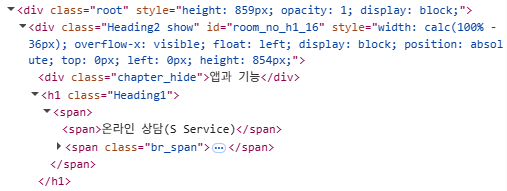 ▼<div class="root" style="height: 859px; opacity: 1; display: block;">
▼<div class="Heading2 show" id="room_no_h1_16" style="width: calc(100% -
36px); overflow-x: visible; float: left; display: block; position: absol
ute; top: 0px; left: 0px; height: 854px;">
<div class="chapter_hide">앱과 기능</div>
▼<h1 class="Heading1">
▼<span>
<span>온라인 상담(S Service)</span>
▶<span class="br_span">⋯</span>
</span>
</h1>